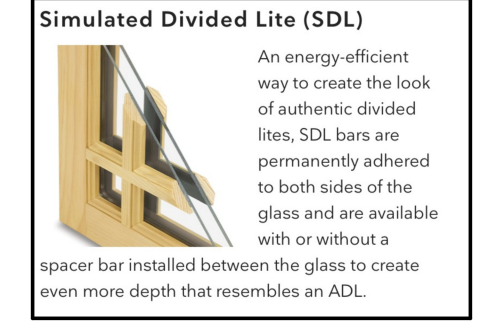 Simulated Divided Lite (SDL)
An energy-efficient
way to create the look
of authentic divided
lites, SDL bars are
permanently adhered
to both sides of the
glass and are available
with or without a
spacer bar installed between the glass to create
even more depth that resembles an ADL.